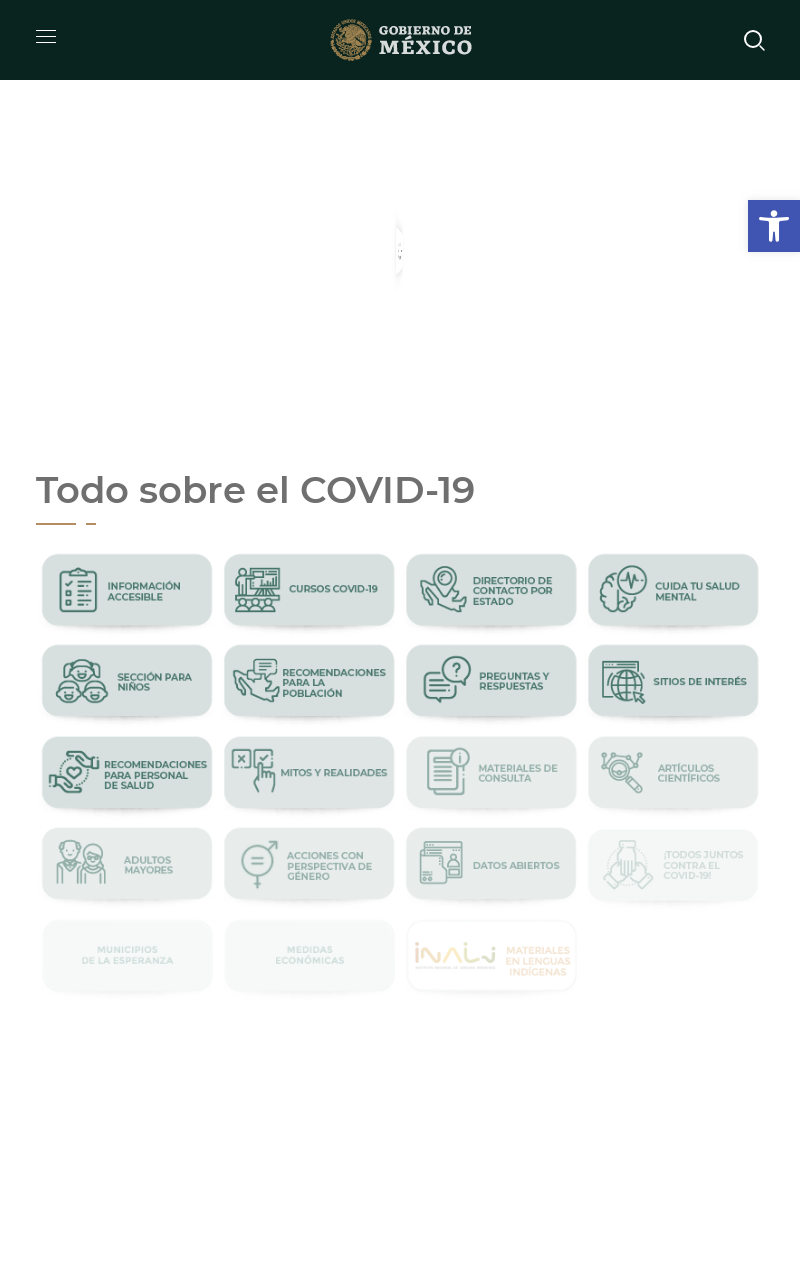 GOBIERNO DE
MÉXICO
Todo sobre el COVID-19
INFORMACIÓN
ACCESIBLE
CURSOS COVID-19
DIRECTORIO DE
CONTACTO POR
ESTADO
CUIDA TU SALUD
MENTAL
SECCIÓN PARA
NIÑOS
RECOMENDACIONES
PARA LA
POBLACIÓN
PREGUNTAS Y
RESPUESTAS
SITIOS DE INTERÉS
RECOMENDACIONES
PARA PERSONAL
DE SALUD
MITOS Y REALIDADES
MATERIALES DE
CONSULTA
ARTÍCULOS
CIENTÍFICOS
ADULTOS
MAYORES
ACCIONES CON
PERSPECTIVA DE
GÉNERO
DATOS ABIERTOS
¡TODOS JUNTOS
CONTRA EL
COVID-19!
MUNICIPIOS
DE LA ESPERANZA
MEDIDAS
ECONÓMICAS
INALI
MATERIALES
EN LENGUAS
INDÍGENAS